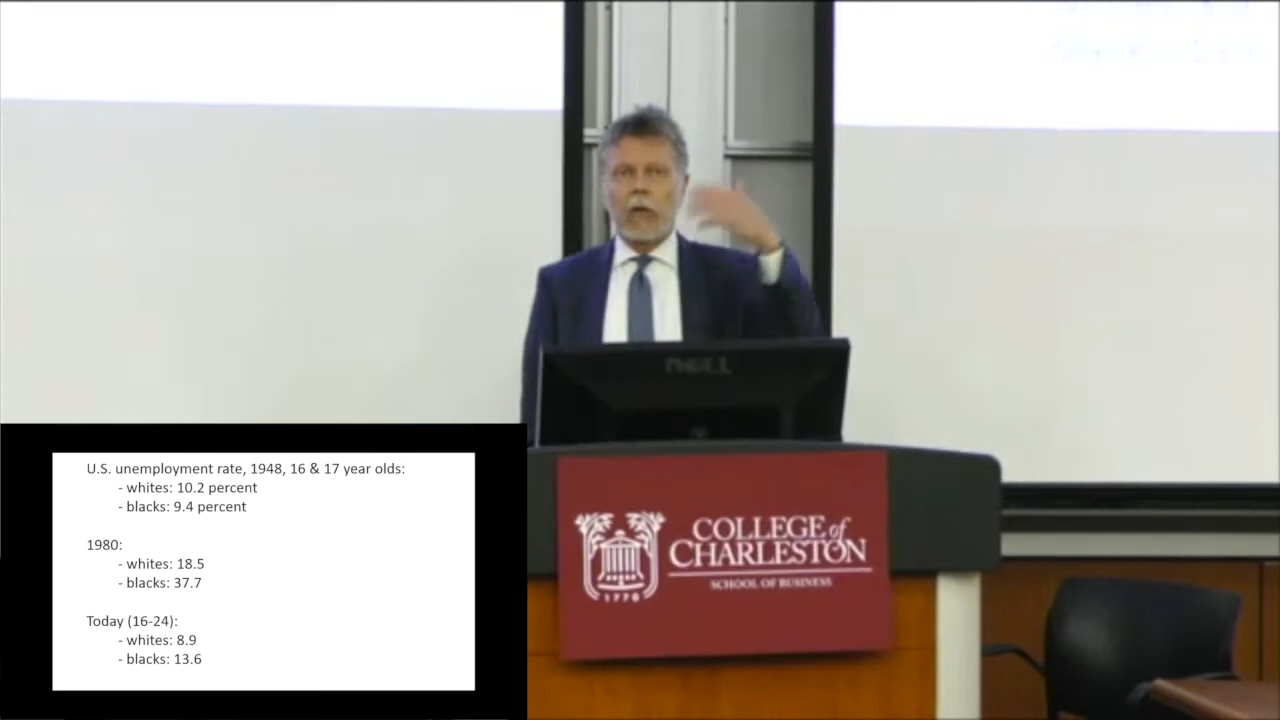 DELL
U.S. unemployment rate, 1948, 16 & 17 year olds:
- whites: 10.2 percent
- blacks: 9.4 percent
1980:
- whites: 18.5
- blacks: 37.7
Today (16-24):
- whites: 8.9
- blacks: 13.6
COLLEGE of
CHARLESTON
SCHOOL OF BUSINESS
1770